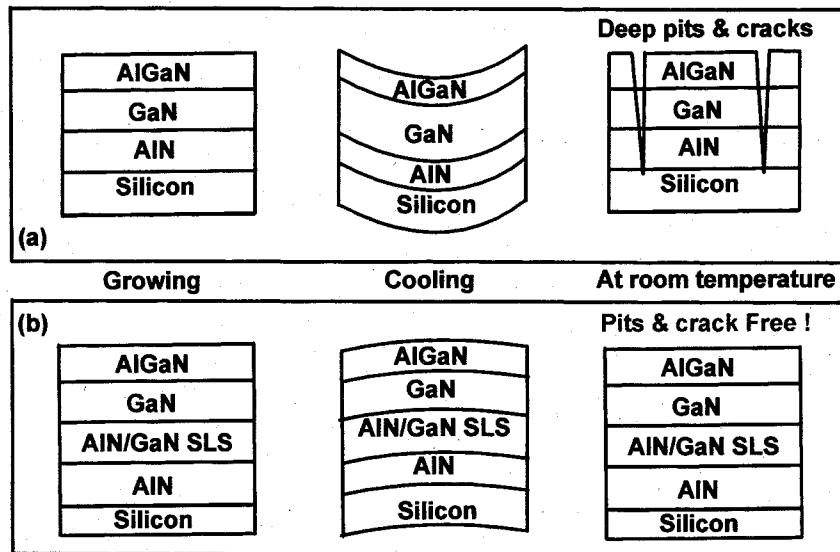 Deep pits & cracks
AlGaN
GaN
AlN
Silicon
AlGaN
GaN
AlN
Silicon
AlGaN
GaN
AlN
Silicon
(a)
Growing
Cooling
At room temperature
(b)
Pits & crack Free !
AlGaN
GaN
AlN/GaN SLS
AlN
Silicon
AlGaN
GaN
AlN/GaN SLS
AlN
Silicon
AlGaN
GaN
AlN/GaN SLS
AlN
Silicon